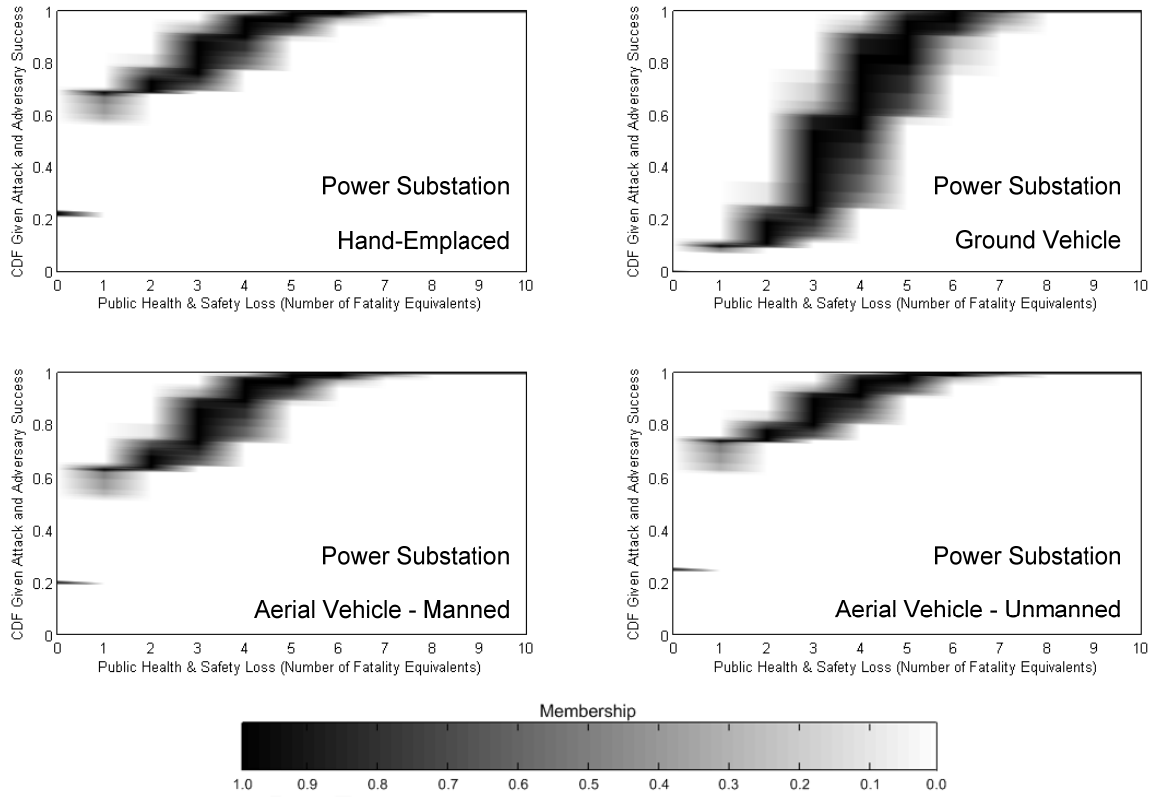 CDF Given Attack and Adversary Success
1
0.8
0.6
0.4
0.2
0
Power Substation
Hand-Emplaced
0 1 2 3 4 5 6 7 8 9 10
Public Health & Safety Loss (Number of Fatality Equivalents)
CDF Given Attack and Adversary Success
1
0.8
0.6
0.4
0.2
0
Power Substation
Ground Vehicle
0 1 2 3 4 5 6 7 8 9 10
Public Health & Safety Loss (Number of Fatality Equivalents)
CDF Given Attack and Adversary Success
1
0.8
0.6
0.4
0.2
0
Power Substation
Aerial Vehicle - Manned
0 1 2 3 4 5 6 7 8 9 10
Public Health & Safety Loss (Number of Fatality Equivalents)
CDF Given Attack and Adversary Success
1
0.8
0.6
0.4
0.2
0
Power Substation
Aerial Vehicle - Unmanned
0 1 2 3 4 5 6 7 8 9 10
Public Health & Safety Loss (Number of Fatality Equivalents)
Membership
1.0 0.9 0.8 0.7 0.6 0.5 0.4 0.3 0.2 0.1 0.0